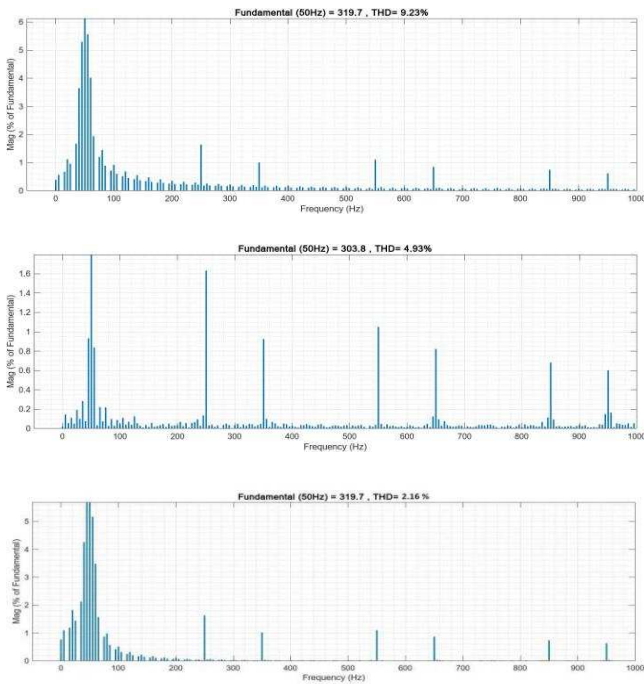 Fundamental (50Hz) = 319.7 , THD= 9.23%
Mag (% of Fundamental)
6
5
4
3
2
1
0
0 100 200 300 400 500 600 700 800 900 1000
Frequency (Hz)
Fundamental (50Hz) = 303.8 , THD= 4.93%
Mag (% of Fundamental)
1.6
1.4
1.2
1
0.8
0.6
0.4
0.2
0
0 100 200 300 400 500 600 700 800 900 1000
Frequency (Hz)
Fundamental (50Hz) = 319.7 , THD= 2.16 %
Mag (% of Fundamental)
5
4
3
2
1
0
0 100 200 300 400 500 600 700 800 900 1000
Frequency (Hz)